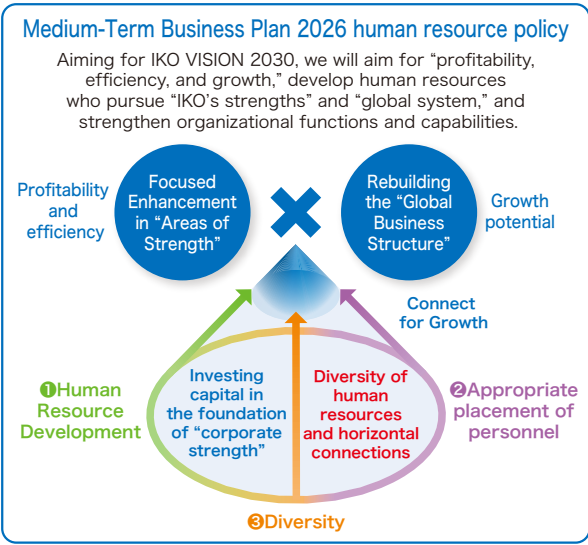 Medium-Term Business Plan 2026 human resource policy
Aiming for IKO VISION 2030, we will aim for “profitability,
efficiency, and growth,” develop human resources
who pursue “IKO’s strengths” and “global system,” and
strengthen organizational functions and capabilities.
Profitability
and
efficiency
Focused
Enhancement
in “Areas of
Strength”
Rebuilding
the “Global
Business
Structure”
Growth
potential
Connect
for Growth
❶Human
Resource
Development
Investing
capital in
the foundation
of “corporate
strength”
Diversity of
human
resources
and horizontal
connections
❷Appropriate
placement of
personnel
❸Diversity